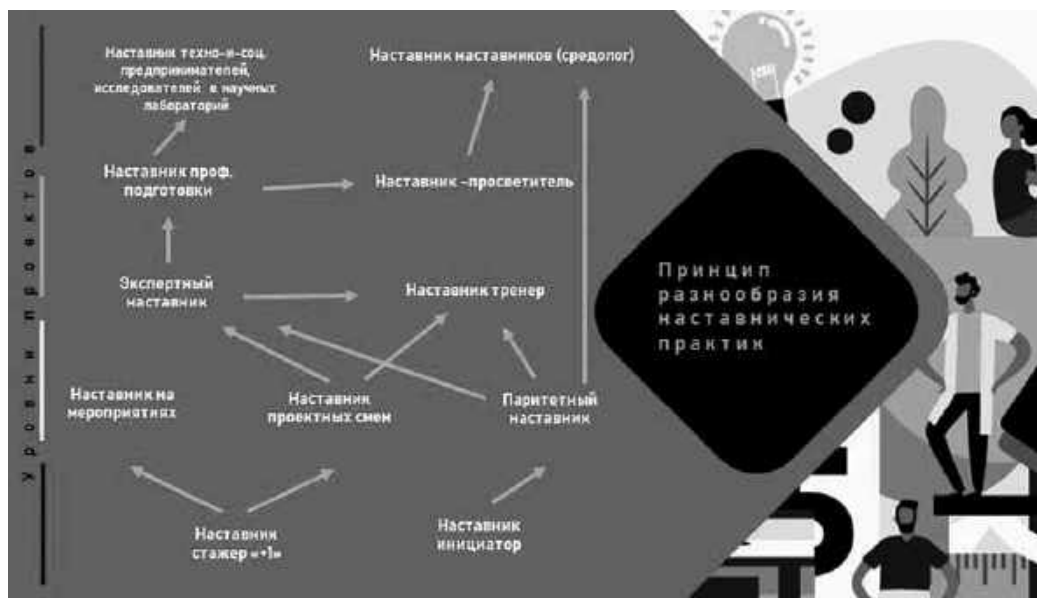 Наставник техно-и-соц.
предпринимателей,
исследователей в научных
лабораторий
Наставник наставников (средолог)
Наставник проф.
подготовки
Наставник -просветитель
Экспертный
наставник
Наставник тренер
Наставник на
мероприятиях
Наставник
проектных смен
Паритетный
наставник
Наставник
стажер «+1»
Наставник
инициатор
Уровни проектов
Принцип
разнообразия
наставнических
практик